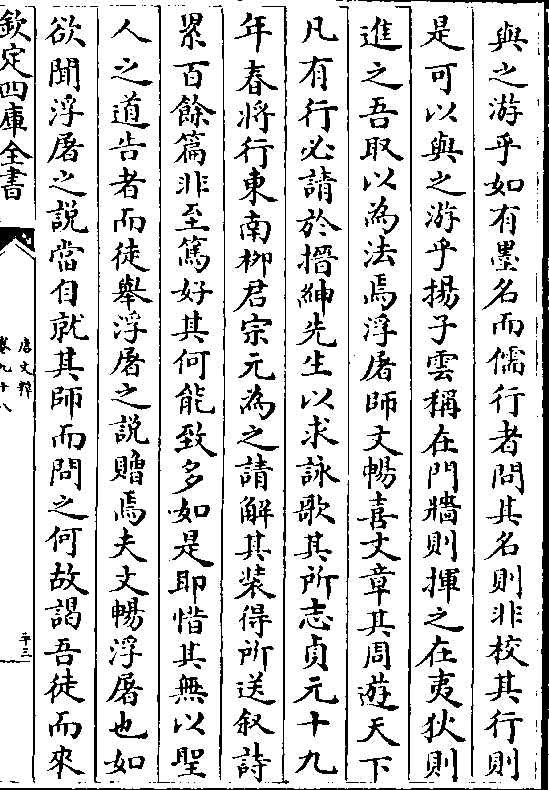 與之游乎如有墨名而儒行者問其名則非校其行則
是可以與之游乎揚子雲稱在門牆則揮之在夷狄則
進之吾取以為法焉浮屠師文暢喜文章其周遊天下
凡有行必請於搢紳先生以求詠歌其所志貞元十九
年春將行東南柳君宗元為之請解其裝得所送叙詩
累百餘篇非至篤好其何能致多如是耶惜其無以聖
人之道告者而徒舉浮屠之說贈焉夫文暢浮屠也如
欲聞浮屠之說當自就其師而問之何故謁吾徒而來
欽定四庫全書
唐文粹
卷九十八